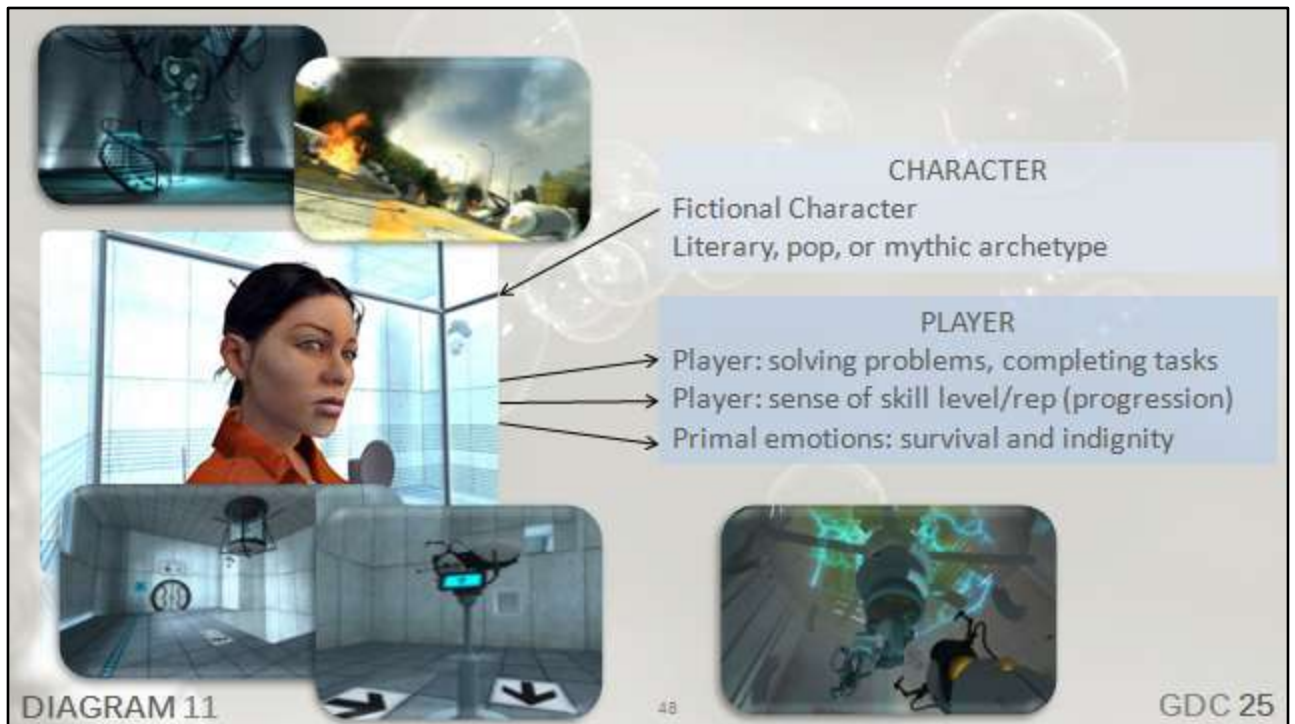 CHARACTER
Fictional Character
Literary, pop, or mythic archetype
PLAYER
Player: solving problems, completing tasks
Player: sense of skill level/rep (progression)
Primal emotions: survival and indignity
DIAGRAM 11
48
GDC 25